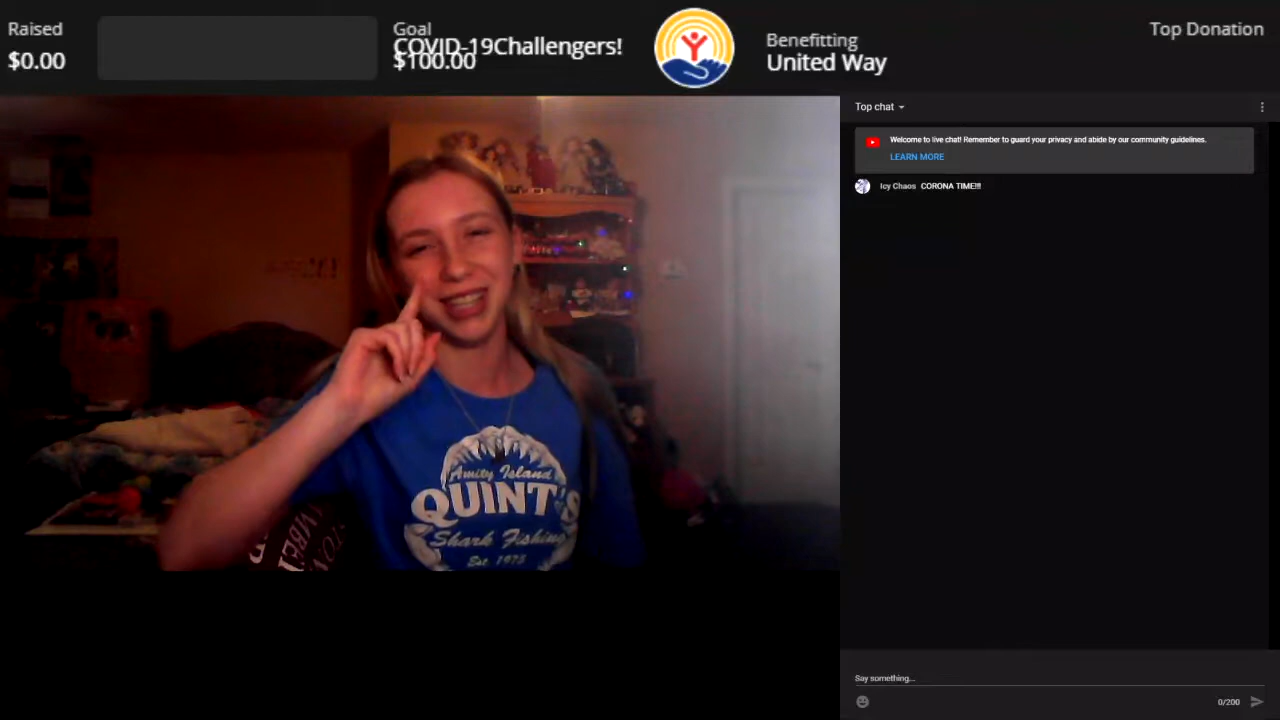 Raised
$0.00
Goal
COVID-19Challengers!
$100.00
Benefitting
United Way
Top Donation
Top chat
Welcome to live chat! Remember to guard your privacy and abide by our community guidelines.
LEARN MORE
Icy Chaos CORONA TIME!!!
Amity Island
QUINT'S
Shark Fishing
Est. 1975
Say something...
0/200